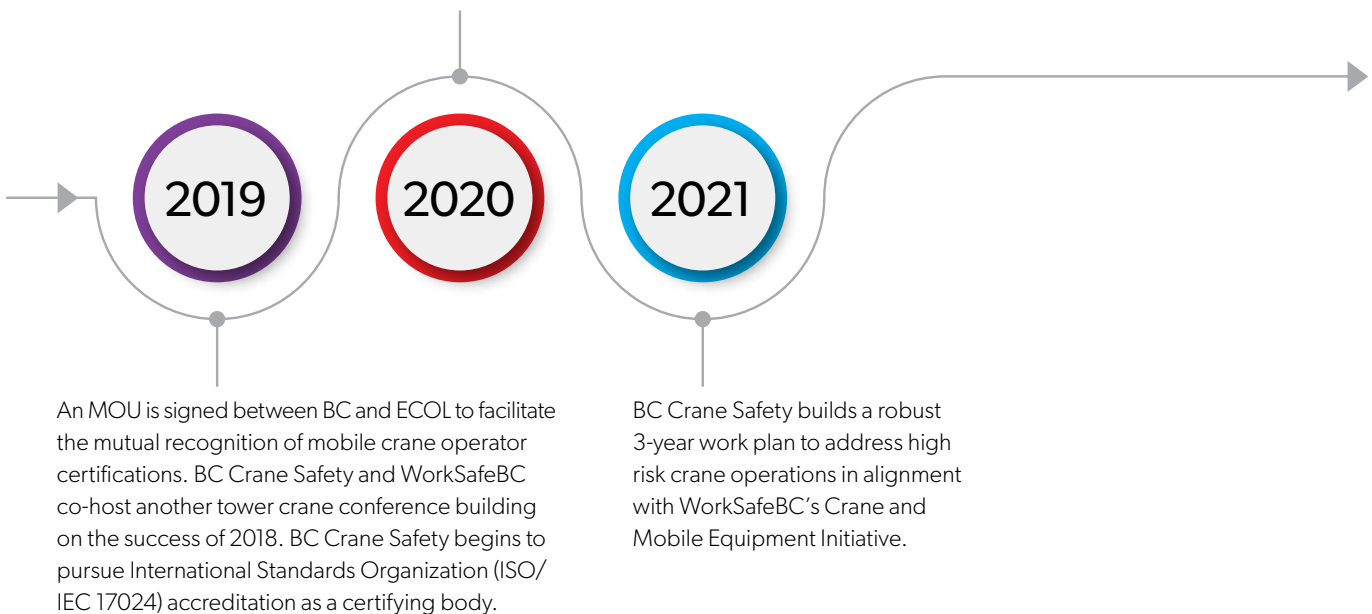 2019
2020
2021
An MOU is signed between BC and ECOL to facilitate
the mutual recognition of mobile crane operator
certifications. BC Crane Safety and WorkSafeBC
co-host another tower crane conference building
on the success of 2018. BC Crane Safety begins to
pursue International Standards Organization (ISO/
IEC 17024) accreditation as a certifying body.
BC Crane Safety builds a robust
3-year work plan to address high
risk crane operations in alignment
with WorkSafeBC’s Crane and
Mobile Equipment Initiative.